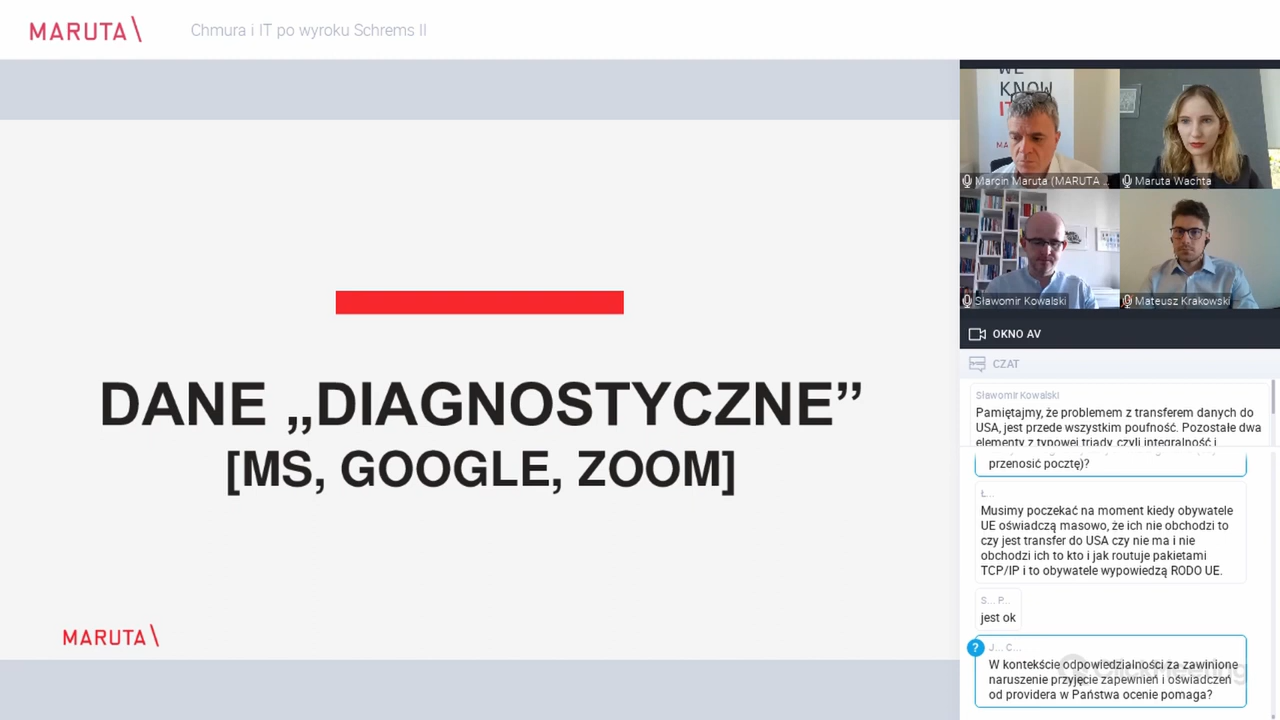 MARUTA\
Chmura i IT po wyroku Schrems II
DANE „DIAGNOSTYCZNE”
[MS, GOOGLE, ZOOM]
MARUTA\
WE
KNOW
IT
MA
Marcin Maruta (MARUTA ...
Maruta Wachta
Sławomir Kowalski
Mateusz Krakowski
OKNO AV
CZAT
Sławomir Kowalski
Pamiętajmy, że problemem z transferem danych do
USA, jest przede wszystkim poufność. Pozostałe dwa
elementy z typowej triady, czyli integralność i
przenosić pocztę)?
Ł...
Musimy poczekać na moment kiedy obywatele
UE oświadczą masowo, że ich nie obchodzi to
czy jest transfer do USA czy nie ma i nie
obchodzi ich to kto i jak routuje pakietami
TCP/IP i to obywatele wypowiedzą RODO UE.
S... P...
jest ok
?
J... C...
W kontekście odpowiedzialności za zawinione
naruszenie przyjęcie zapewnień i oświadczeń
od providera w Państwa ocenie pomaga?
ClickMeeting